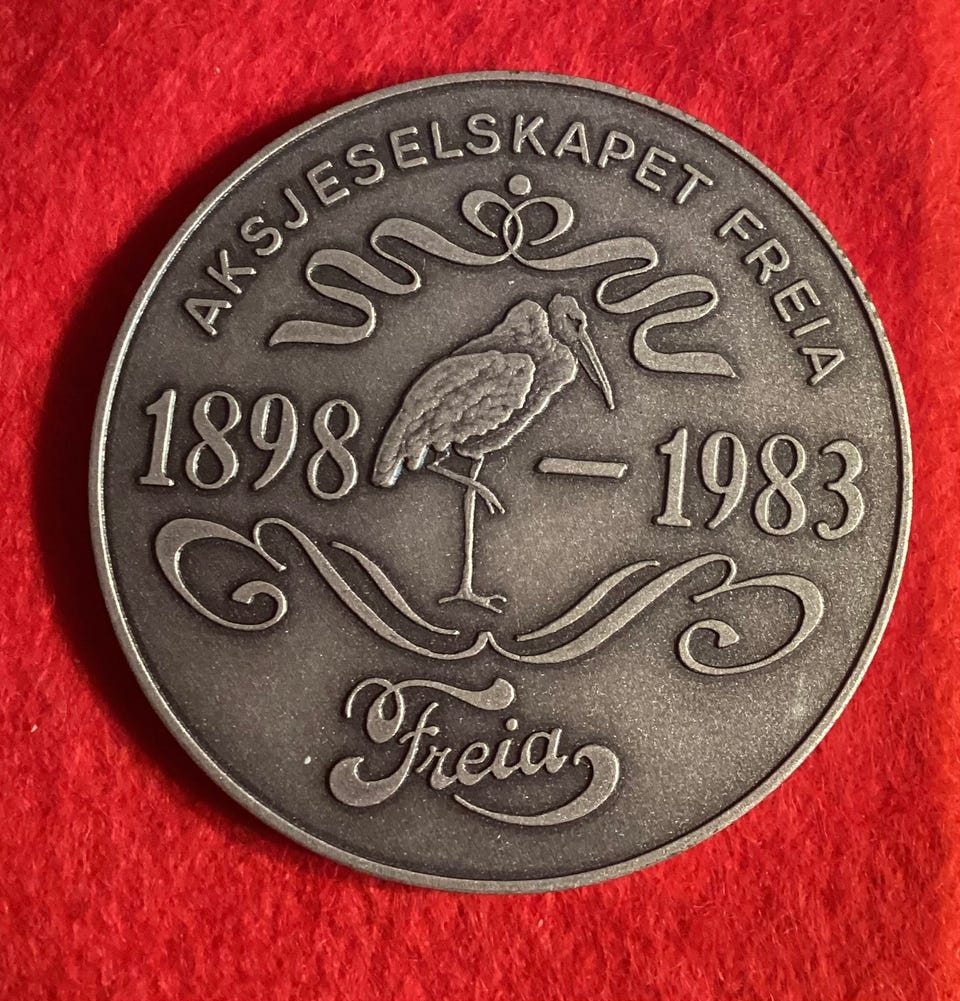 AKSJESELSKAPET FREIA
1898 – 1983
Freia